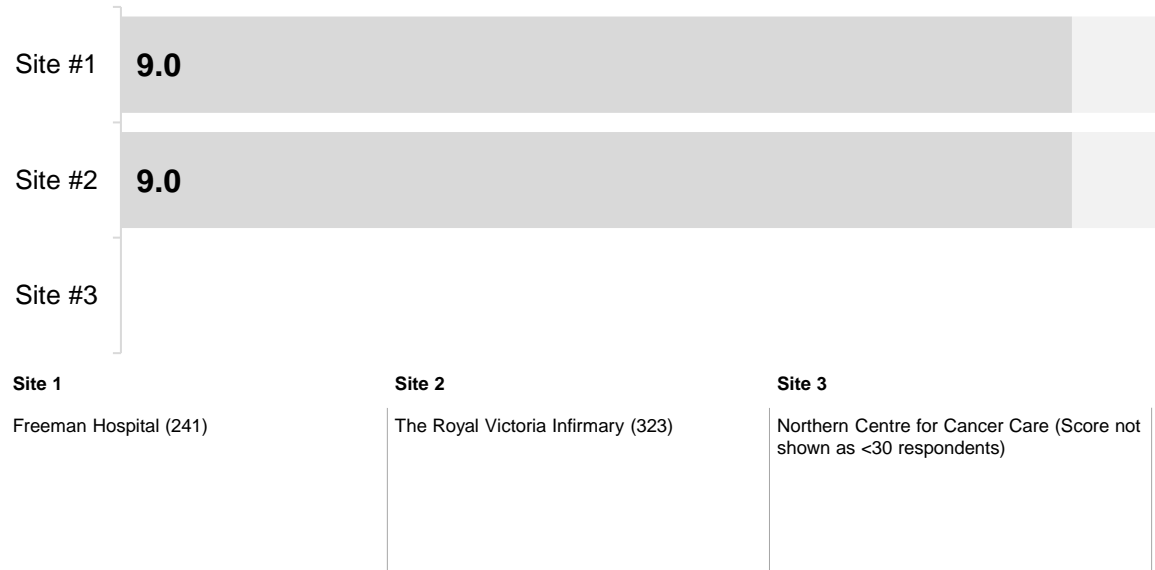 Site #1
9.0
Site #2
9.0
Site #3
Site 1
Site 2
Site 3
Freeman Hospital (241)
The Royal Victoria Infirmary (323)
Northern Centre for Cancer Care (Score not
shown as <30 respondents)